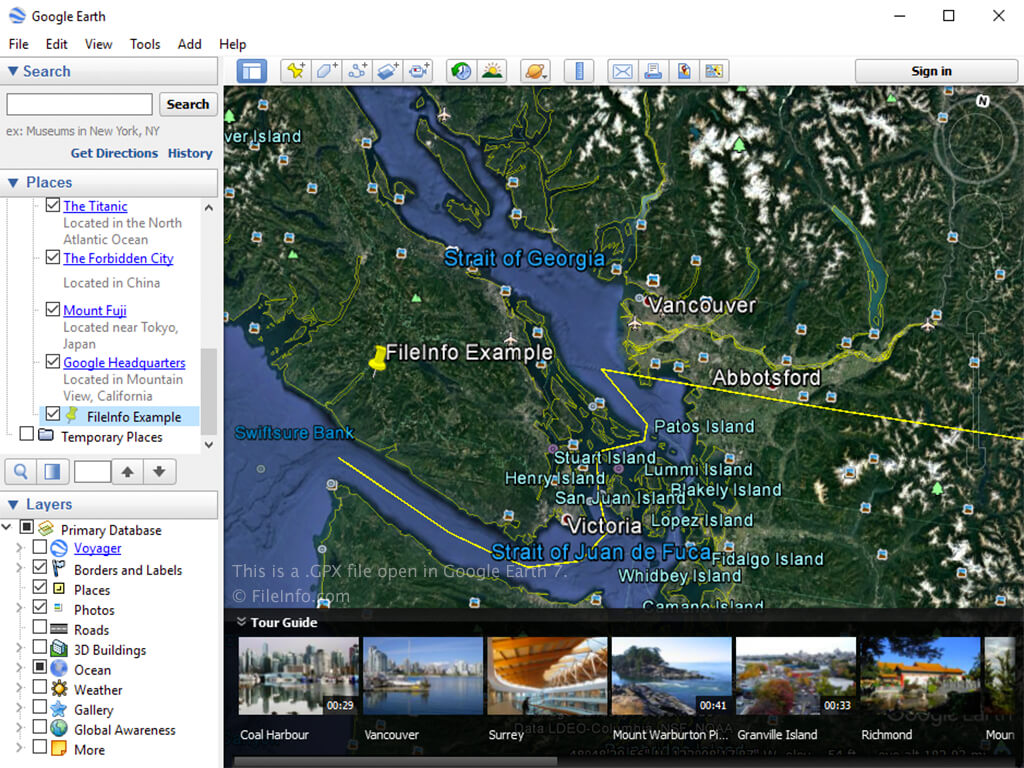 Google Earth
File Edit View Tools Add Help
Search
Search
ex: Museums in New York, NY
Get Directions History
Places
The Titanic
Located in the North
Atlantic Ocean
The Forbidden City
Located in China
Mount Fuji
Located near Tokyo,
Japan
Google Headquarters
Located in Mountain
View, California
FileInfo Example
Temporary Places
Layers
Primary Database
Voyager
Borders and Labels
Places
Photos
Roads
3D Buildings
Ocean
Weather
Gallery
Global Awareness
More
Sign in
N
ver Island
Strait of Georgia
Vancouver
FileInfo Example
Abbotsford
Swiftsure Bank
Patos Island
Stuart Island
Lummi Island
Henry Island
Blakely Island
San Juan Island
Victoria
Lopez Island
Strait of Juan de Fuca
Fidalgo Island
Whidbey Island
This is a .GPX file open in Google Earth 7.
© FileInfo.com
Camano Island
Tour Guide
00:29
00:41
00:33
Coal Harbour
Vancouver
Surrey
Mount Warburton Pi...
Granville Island
Richmond
Moun
Data LDEO-Columbia, NSF, NOAA
Google Earth